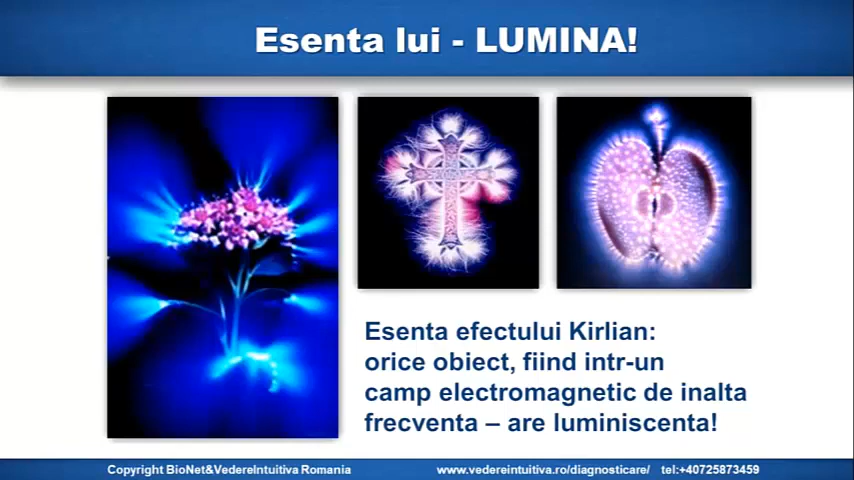 Esenta lui - LUMINA!
Esenta efectului Kirlian:
orice obiect, fiind intr-un
camp electromagnetic de inalta
frecventa – are luminiscenta!
Copyright BioNet&VedereIntuitiva Romania
www.vedereintuitiva.ro/diagnosticare/ tel:+40725873459